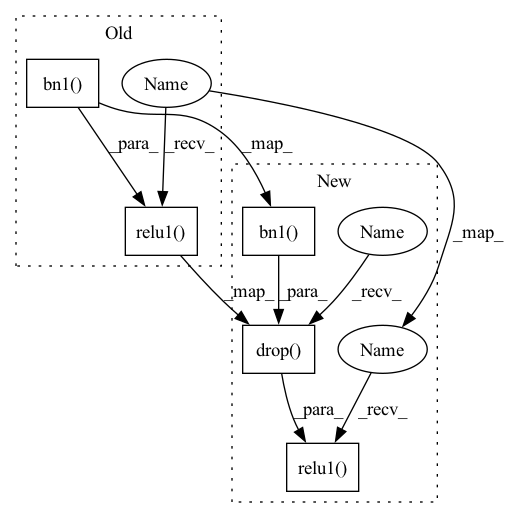 Old
bn1()
Name
_para_
_recv_
_map_
New
relu1()
bn1()
Name
_map_
_map_
_para_
_recv_
drop()
Name
_para_
_recv_
relu1()